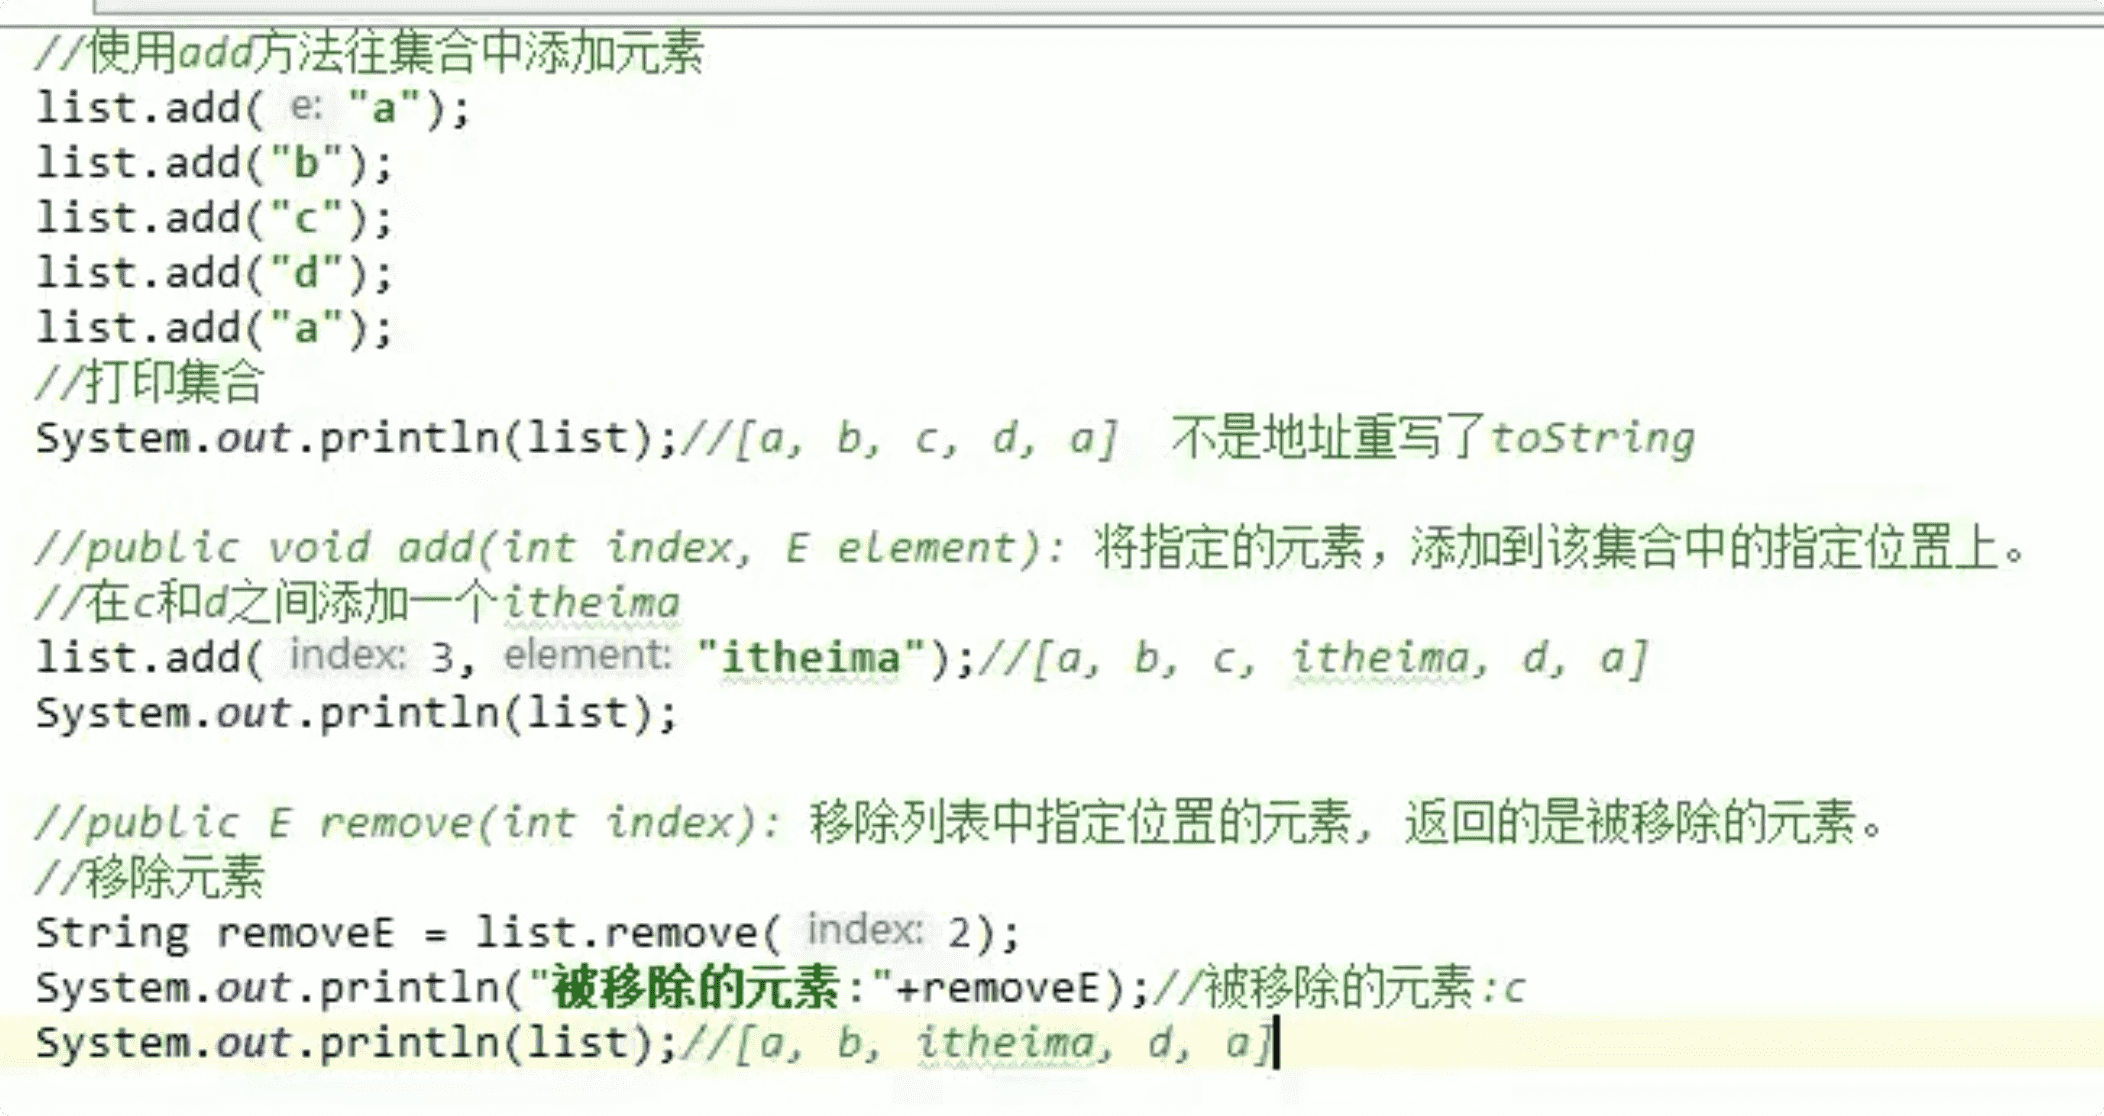 //使用add方法往集合中添加元素
list.add( e: "a");
list.add("b");
list.add("c");
list.add("d");
list.add("a");
//打印集合
System.out.println(list);//[a, b, c, d, a]  不是地址重写了toString
//public void add(int index, E element): 将指定的元素，添加到该集合中的指定位置上。
//在c和d之间添加一个itheima
list.add( index: 3, element: "itheima");//[a, b, c, itheima, d, a]
System.out.println(list);
//public E remove(int index): 移除列表中指定位置的元素, 返回的是被移除的元素。
//移除元素
String removeE = list.remove( index: 2);
System.out.println("被移除的元素:"+removeE);//被移除的元素:c
System.out.println(list);//[a, b, itheima, d, a]